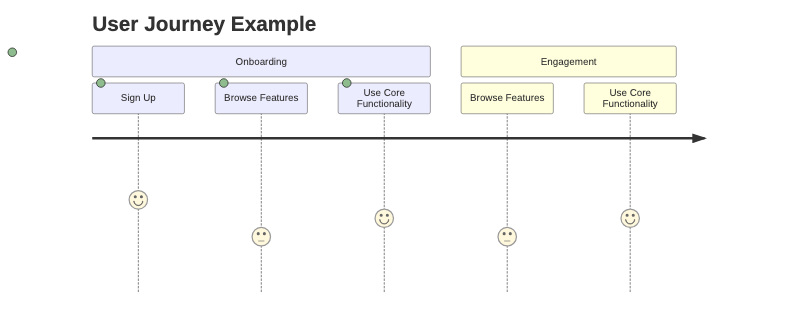 User Journey Example
Onboarding
Engagement
Sign Up
Browse Features
Use Core
Functionality
Browse Features
Use Core
Functionality